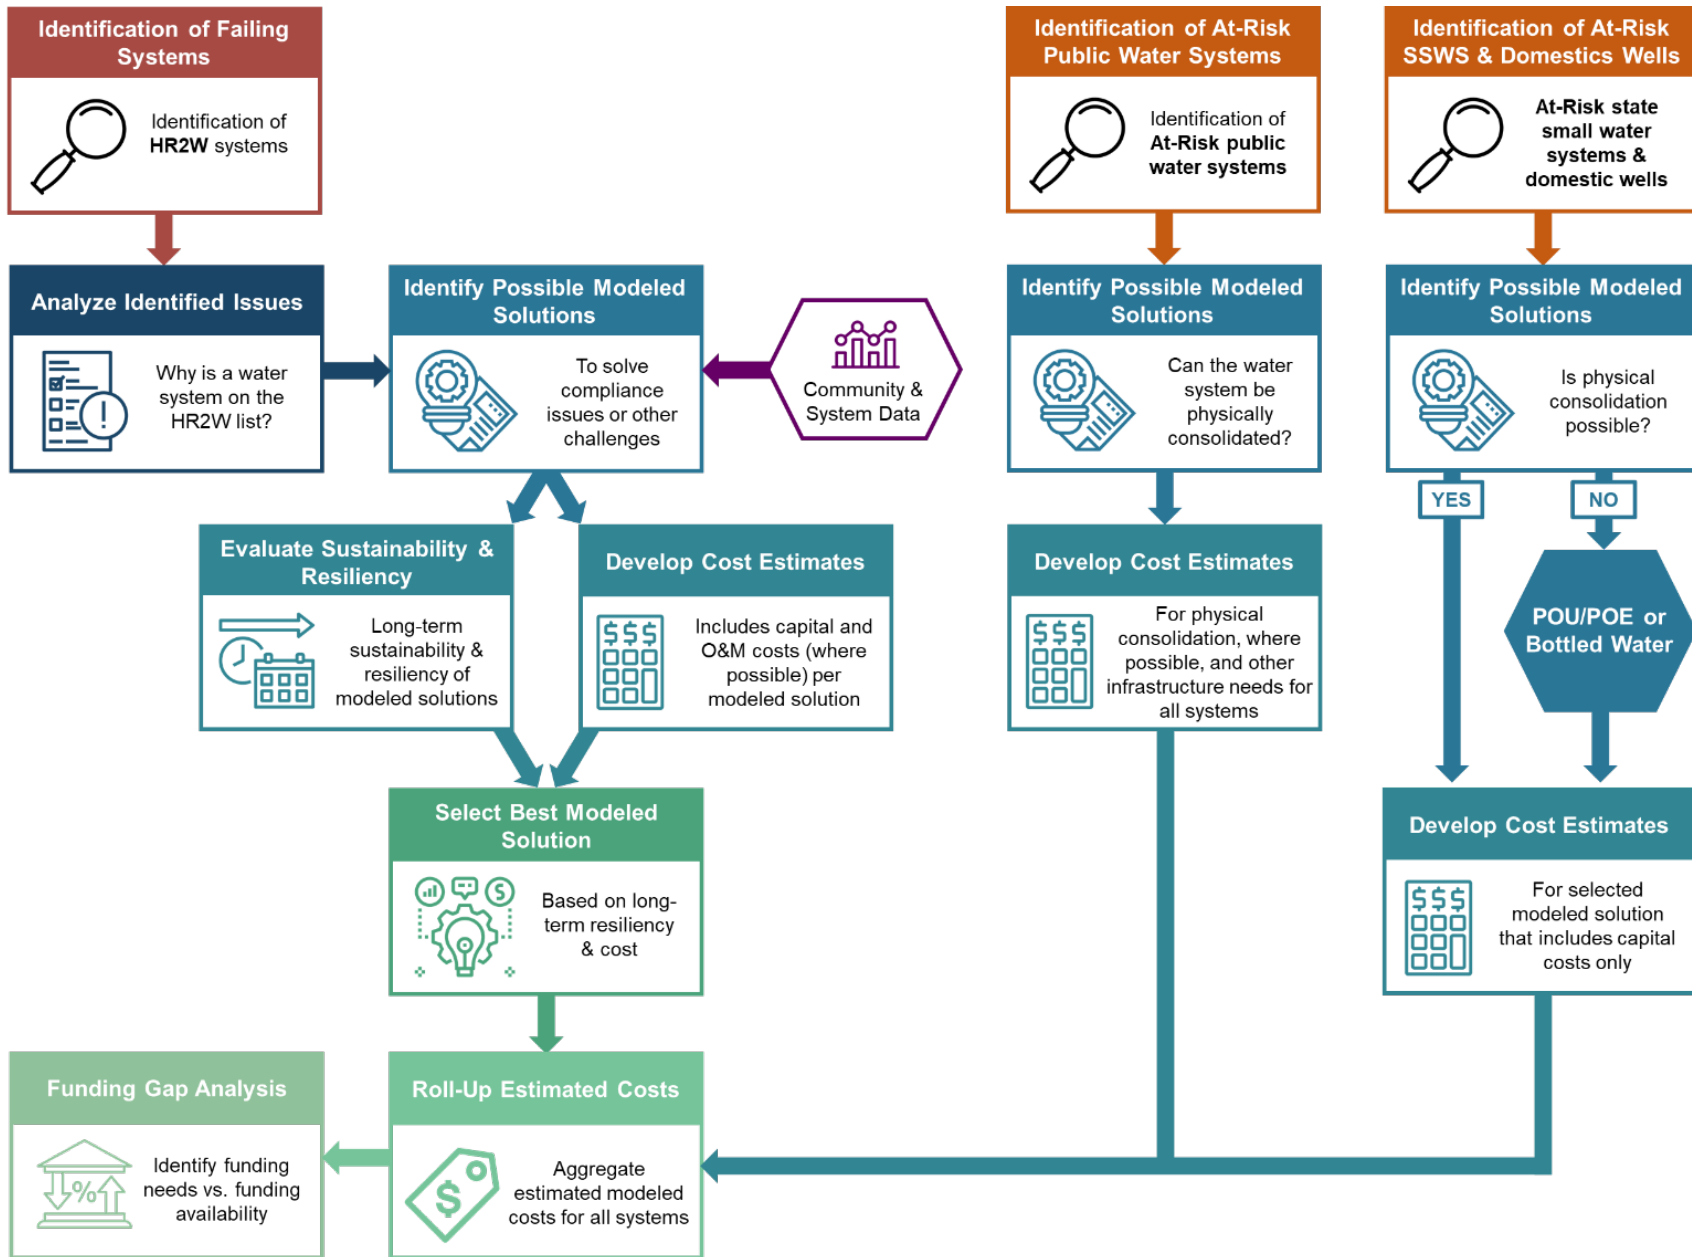 Identification of Failing
Systems
Identification of
HR2W systems
Identification of At-Risk
Public Water Systems
Identification of
At-Risk public
water systems
Identification of At-Risk
SSWS & Domestics Wells
At-Risk state
small water
systems &
domestic wells
Analyze Identified Issues
Why is a water
system on the
HR2W list?
Identify Possible Modeled
Solutions
To solve
compliance
issues or other
challenges
Community &
System Data
Identify Possible Modeled
Solutions
Can the water
system be
physically
consolidated?
Identify Possible Modeled
Solutions
Is physical
consolidation
possible?
YES
NO
Evaluate Sustainability &
Resiliency
Long-term
sustainability &
resiliency of
modeled solutions
Develop Cost Estimates
$$$
Includes capital and
O&M costs (where
possible) per
modeled solution
Develop Cost Estimates
$$$
For physical
consolidation, where
possible, and other
infrastructure needs for
all systems
POU/POE or
Bottled Water
Select Best Modeled
Solution
$
Based on long-
term resiliency
& cost
Develop Cost Estimates
$$$
For selected
modeled solution
that includes capital
costs only
Funding Gap Analysis
%
Identify funding
needs vs. funding
availability
Roll-Up Estimated Costs
$
Aggregate
estimated modeled
costs for all systems